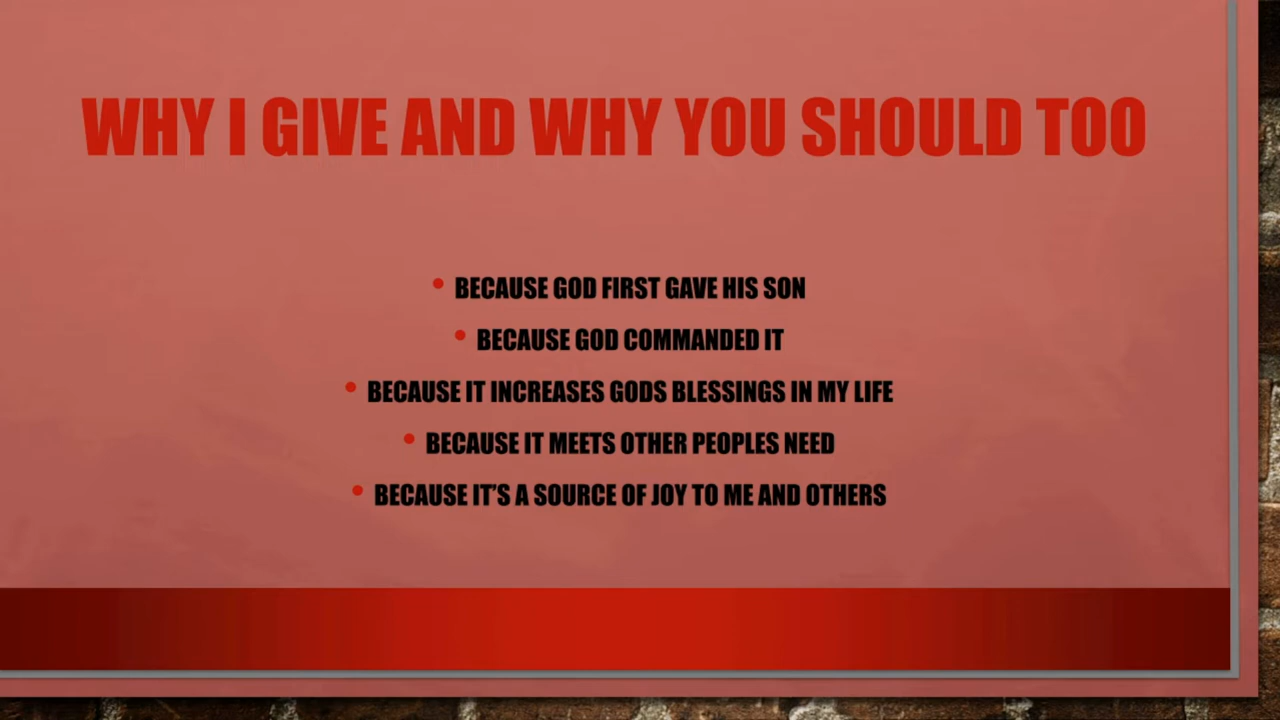 WHY I GIVE AND WHY YOU SHOULD TOO
• BECAUSE GOD FIRST GAVE HIS SON
• BECAUSE GOD COMMANDED IT
• BECAUSE IT INCREASES GODS BLESSINGS IN MY LIFE
• BECAUSE IT MEETS OTHER PEOPLES NEED
• BECAUSE IT’S A SOURCE OF JOY TO ME AND OTHERS